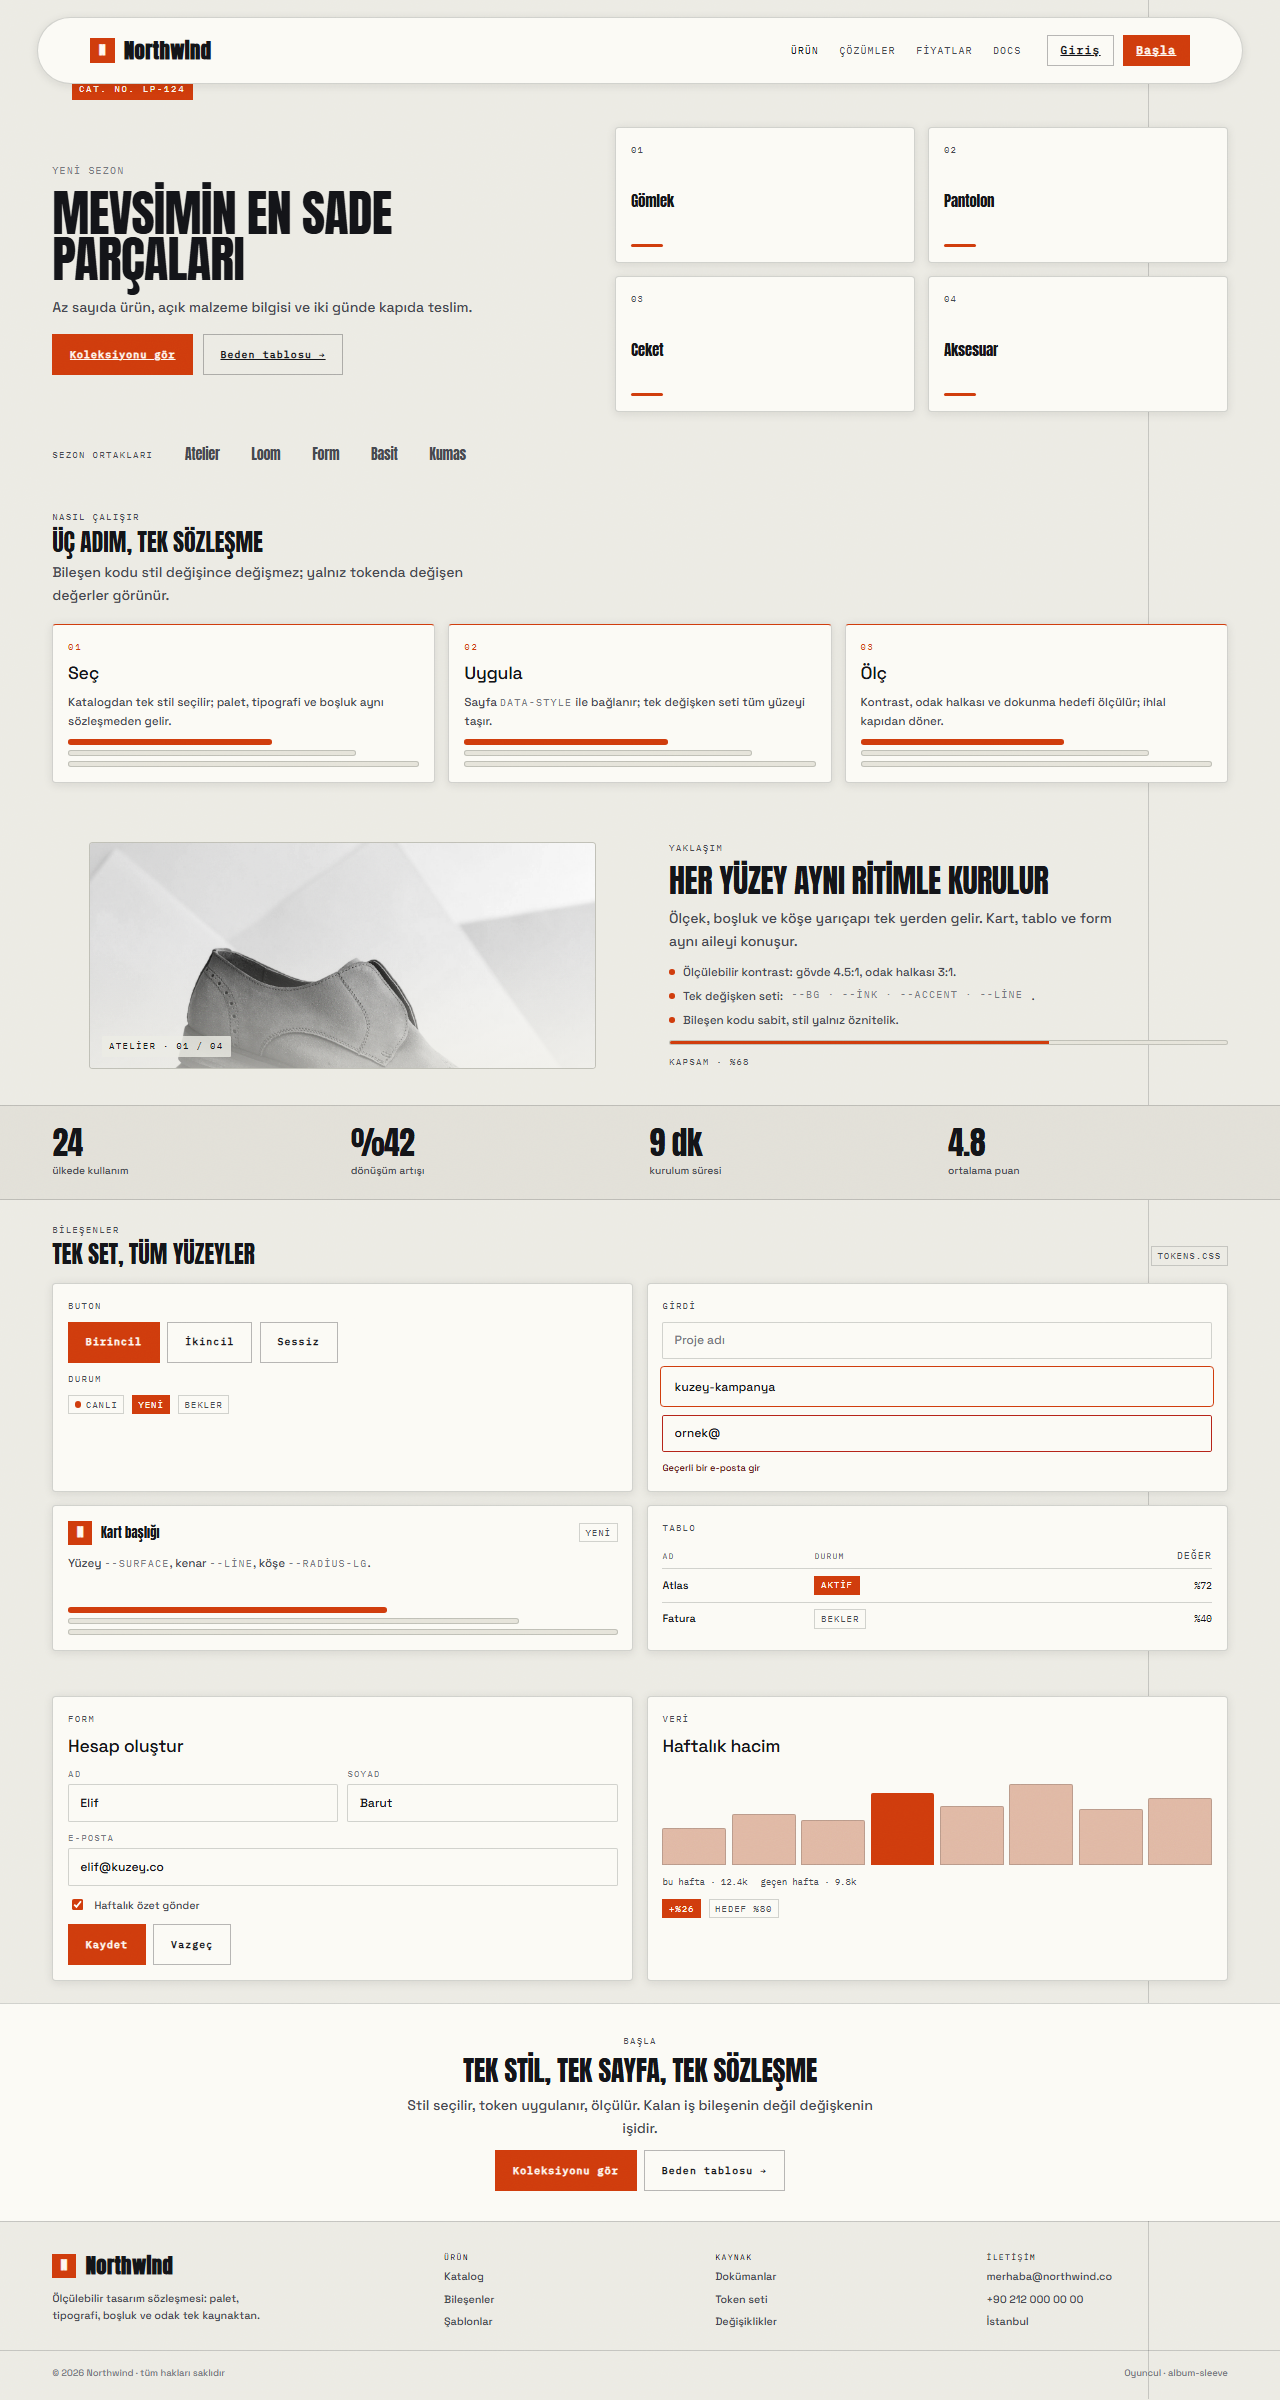 Northwind
ÜRÜN
ÇÖZÜMLER
FİYATLAR
DOCS
Giriş
Başla
CAT. NO. LP-124
YENİ SEZON
MEVSİMİN EN SADE
PARÇALARI
Az sayıda ürün, açık malzeme bilgisi ve iki günde kapıda teslim.
Koleksiyonu gör
Beden tablosu →
01
Gömlek
02
Pantolon
03
Ceket
04
Aksesuar
SEZON ORTAKLARI
Atelier
Loom
Form
Basit
Kumas
NASIL ÇALIŞIR
ÜÇ ADIM, TEK SÖZLEŞME
Bileşen kodu stil değişince değişmez; yalnız tokenda değişen
değerler görünür.
01
Seç
Katalogdan tek stil seçilir; palet, tipografi ve boşluk aynı
sözleşmeden gelir.
02
Uygula
Sayfa DATA-STYLE ile bağlanır; tek değişken seti tüm yüzeyi
taşır.
03
Ölç
Kontrast, odak halkası ve dokunma hedefi ölçülür; ihlal
kapıdan döner.
ATELİER · 01 / 04
YAKLAŞIM
HER YÜZEY AYNI RİTİMLE KURULUR
Ölçek, boşluk ve köşe yarıçapı tek yerden gelir. Kart, tablo ve form
aynı aileyi konuşur.
Ölçülebilir kontrast: gövde 4.5:1, odak halkası 3:1.
Tek değişken seti: --BG · --İNK · --ACCENT · --LİNE .
Bileşen kodu sabit, stil yalnız öznitelik.
KAPSAM · %68
24
ülkede kullanım
%42
dönüşüm artışı
9 dk
kurulum süresi
4.8
ortalama puan
BİLEŞENLER
TEK SET, TÜM YÜZEYLER
TOKENS.CSS
BUTON
Birincil
İkincil
Sessiz
DURUM
CANLI
YENİ
BEKLER
GİRDİ
Proje adı
kuzey-kampanya
ornek@
Geçerli bir e-posta gir
Kart başlığı
YENİ
Yüzey --SURFACE, kenar --LİNE, köşe --RADİUS-LG.
TABLO
AD DURUM DEĞER
Atlas AKTİF %72
Fatura BEKLER %40
FORM
Hesap oluştur
AD
SOYAD
Elif
Barut
E-POSTA
elif@kuzey.co
Haftalık özet gönder
Kaydet
Vazgeç
VERİ
Haftalık hacim
bu hafta · 12.4k geçen hafta · 9.8k
+%26
HEDEF %80
BAŞLA
TEK STİL, TEK SAYFA, TEK SÖZLEŞME
Stil seçilir, token uygulanır, ölçülür. Kalan iş bileşenin değil değişkenin
işidir.
Koleksiyonu gör
Beden tablosu →
Northwind
Ölçülebilir tasarım sözleşmesi: palet,
tipografi, boşluk ve odak tek kaynaktan.
ÜRÜN
Katalog
Bileşenler
Şablonlar
KAYNAK
Dokümanlar
Token seti
Değişiklikler
İLETİŞİM
merhaba@northwind.co
+90 212 000 00 00
İstanbul
© 2026 Northwind · tüm hakları saklıdır
Oyuncul · album-sleeve